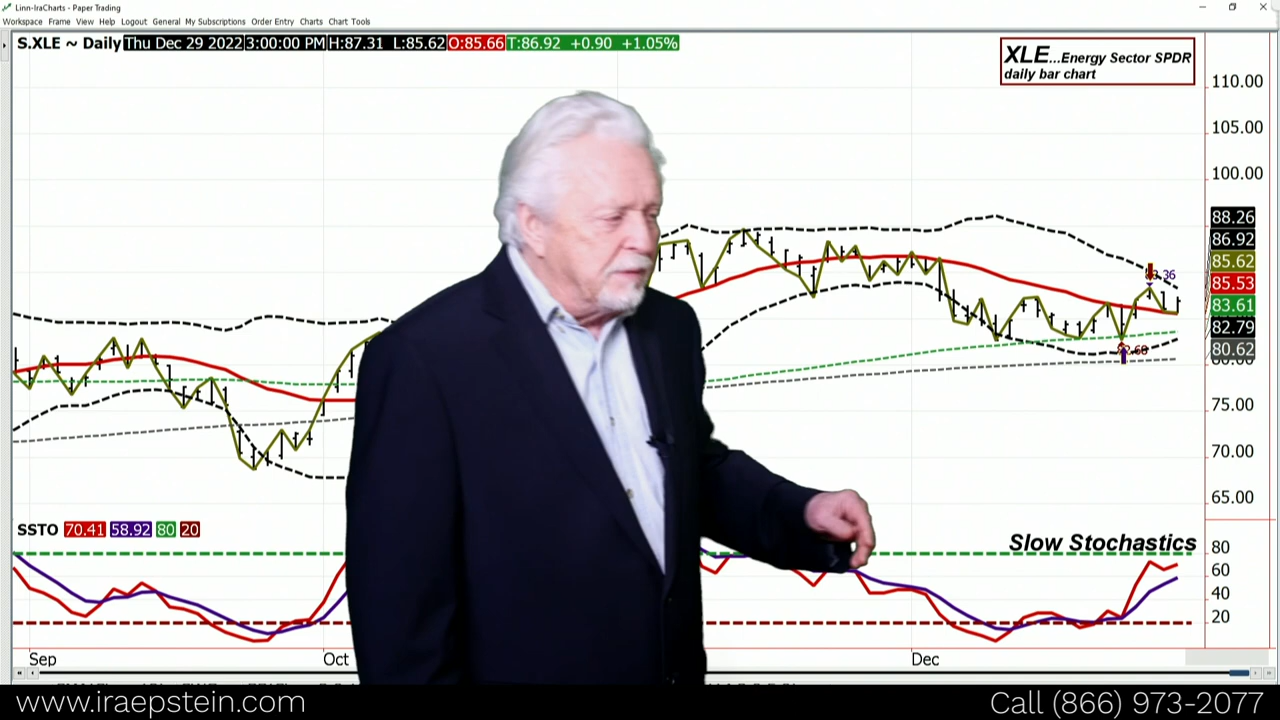 Linn-IraCharts - Paper Trading
Workspace Frame View Help Logout General My Subscriptions Order Entry Charts Chart Tools
S.XLE ~ Daily Thu Dec 29 2022 3:00:00 PM H:87.31 L:85.62 O:85.66 T:86.92 +0.90 +1.05%
XLE...Energy Sector SPDR
daily bar chart
110.00
105.00
100.00
88.26
86.92
85.62
85.53
83.61
82.79
80.62
75.00
70.00
65.00
SSTO 70.41 58.92 80 20
Slow Stochastics
80
60
40
20
Sep Oct Dec
www.iraepstein.com
Call (866) 973-2077